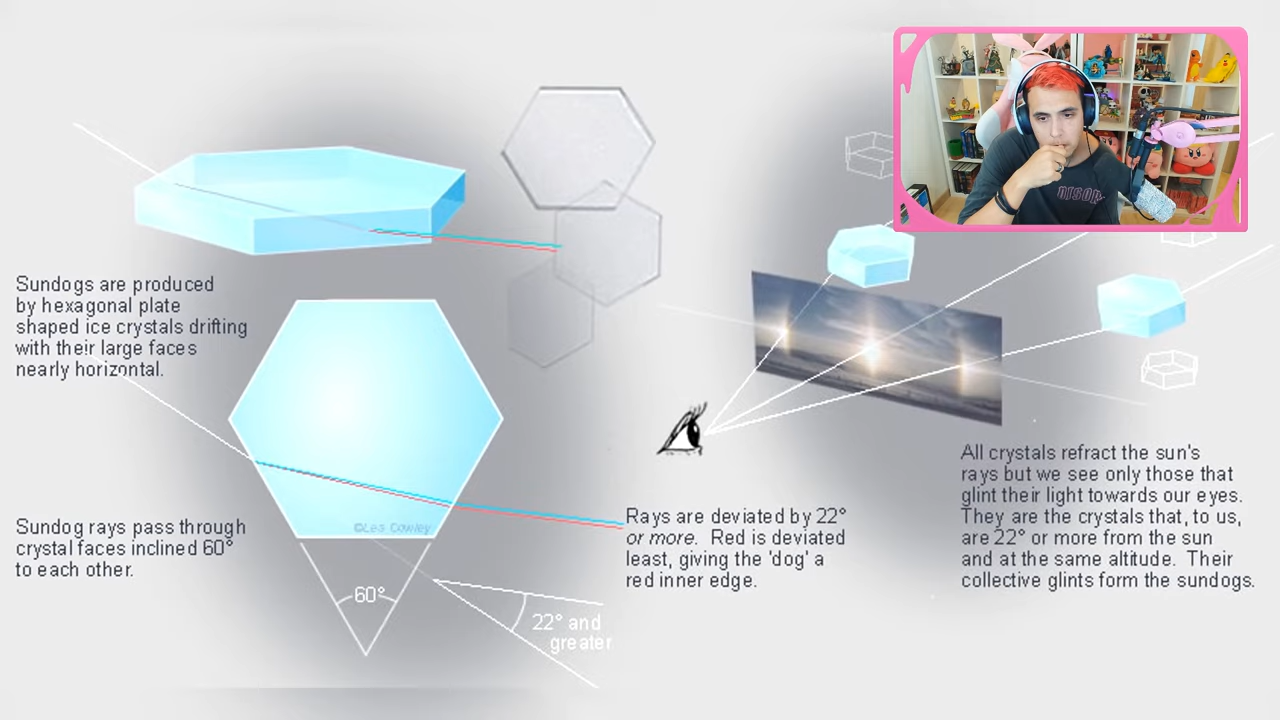 Sundogs are produced
by hexagonal plate
shaped ice crystals drifting
with their large faces
nearly horizontal.
Sundog rays pass through
crystal faces inclined 60°
to each other.
©Les Cowley
60°
22° and
greater
Rays are deviated by 22°
or more. Red is deviated
least, giving the 'dog' a
red inner edge.
All crystals refract the sun's
rays but we see only those that
glint their light towards our eyes.
They are the crystals that, to us,
are 22° or more from the sun
and at the same altitude. Their
collective glints form the sundogs.